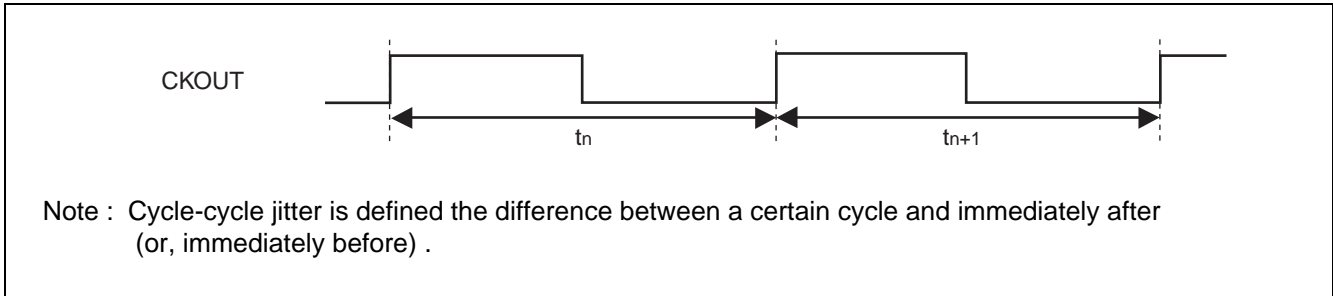 CKOUT
tn
tn+1
Note : Cycle-cycle jitter is defined the difference between a certain cycle and immediately after
(or, immediately before) .